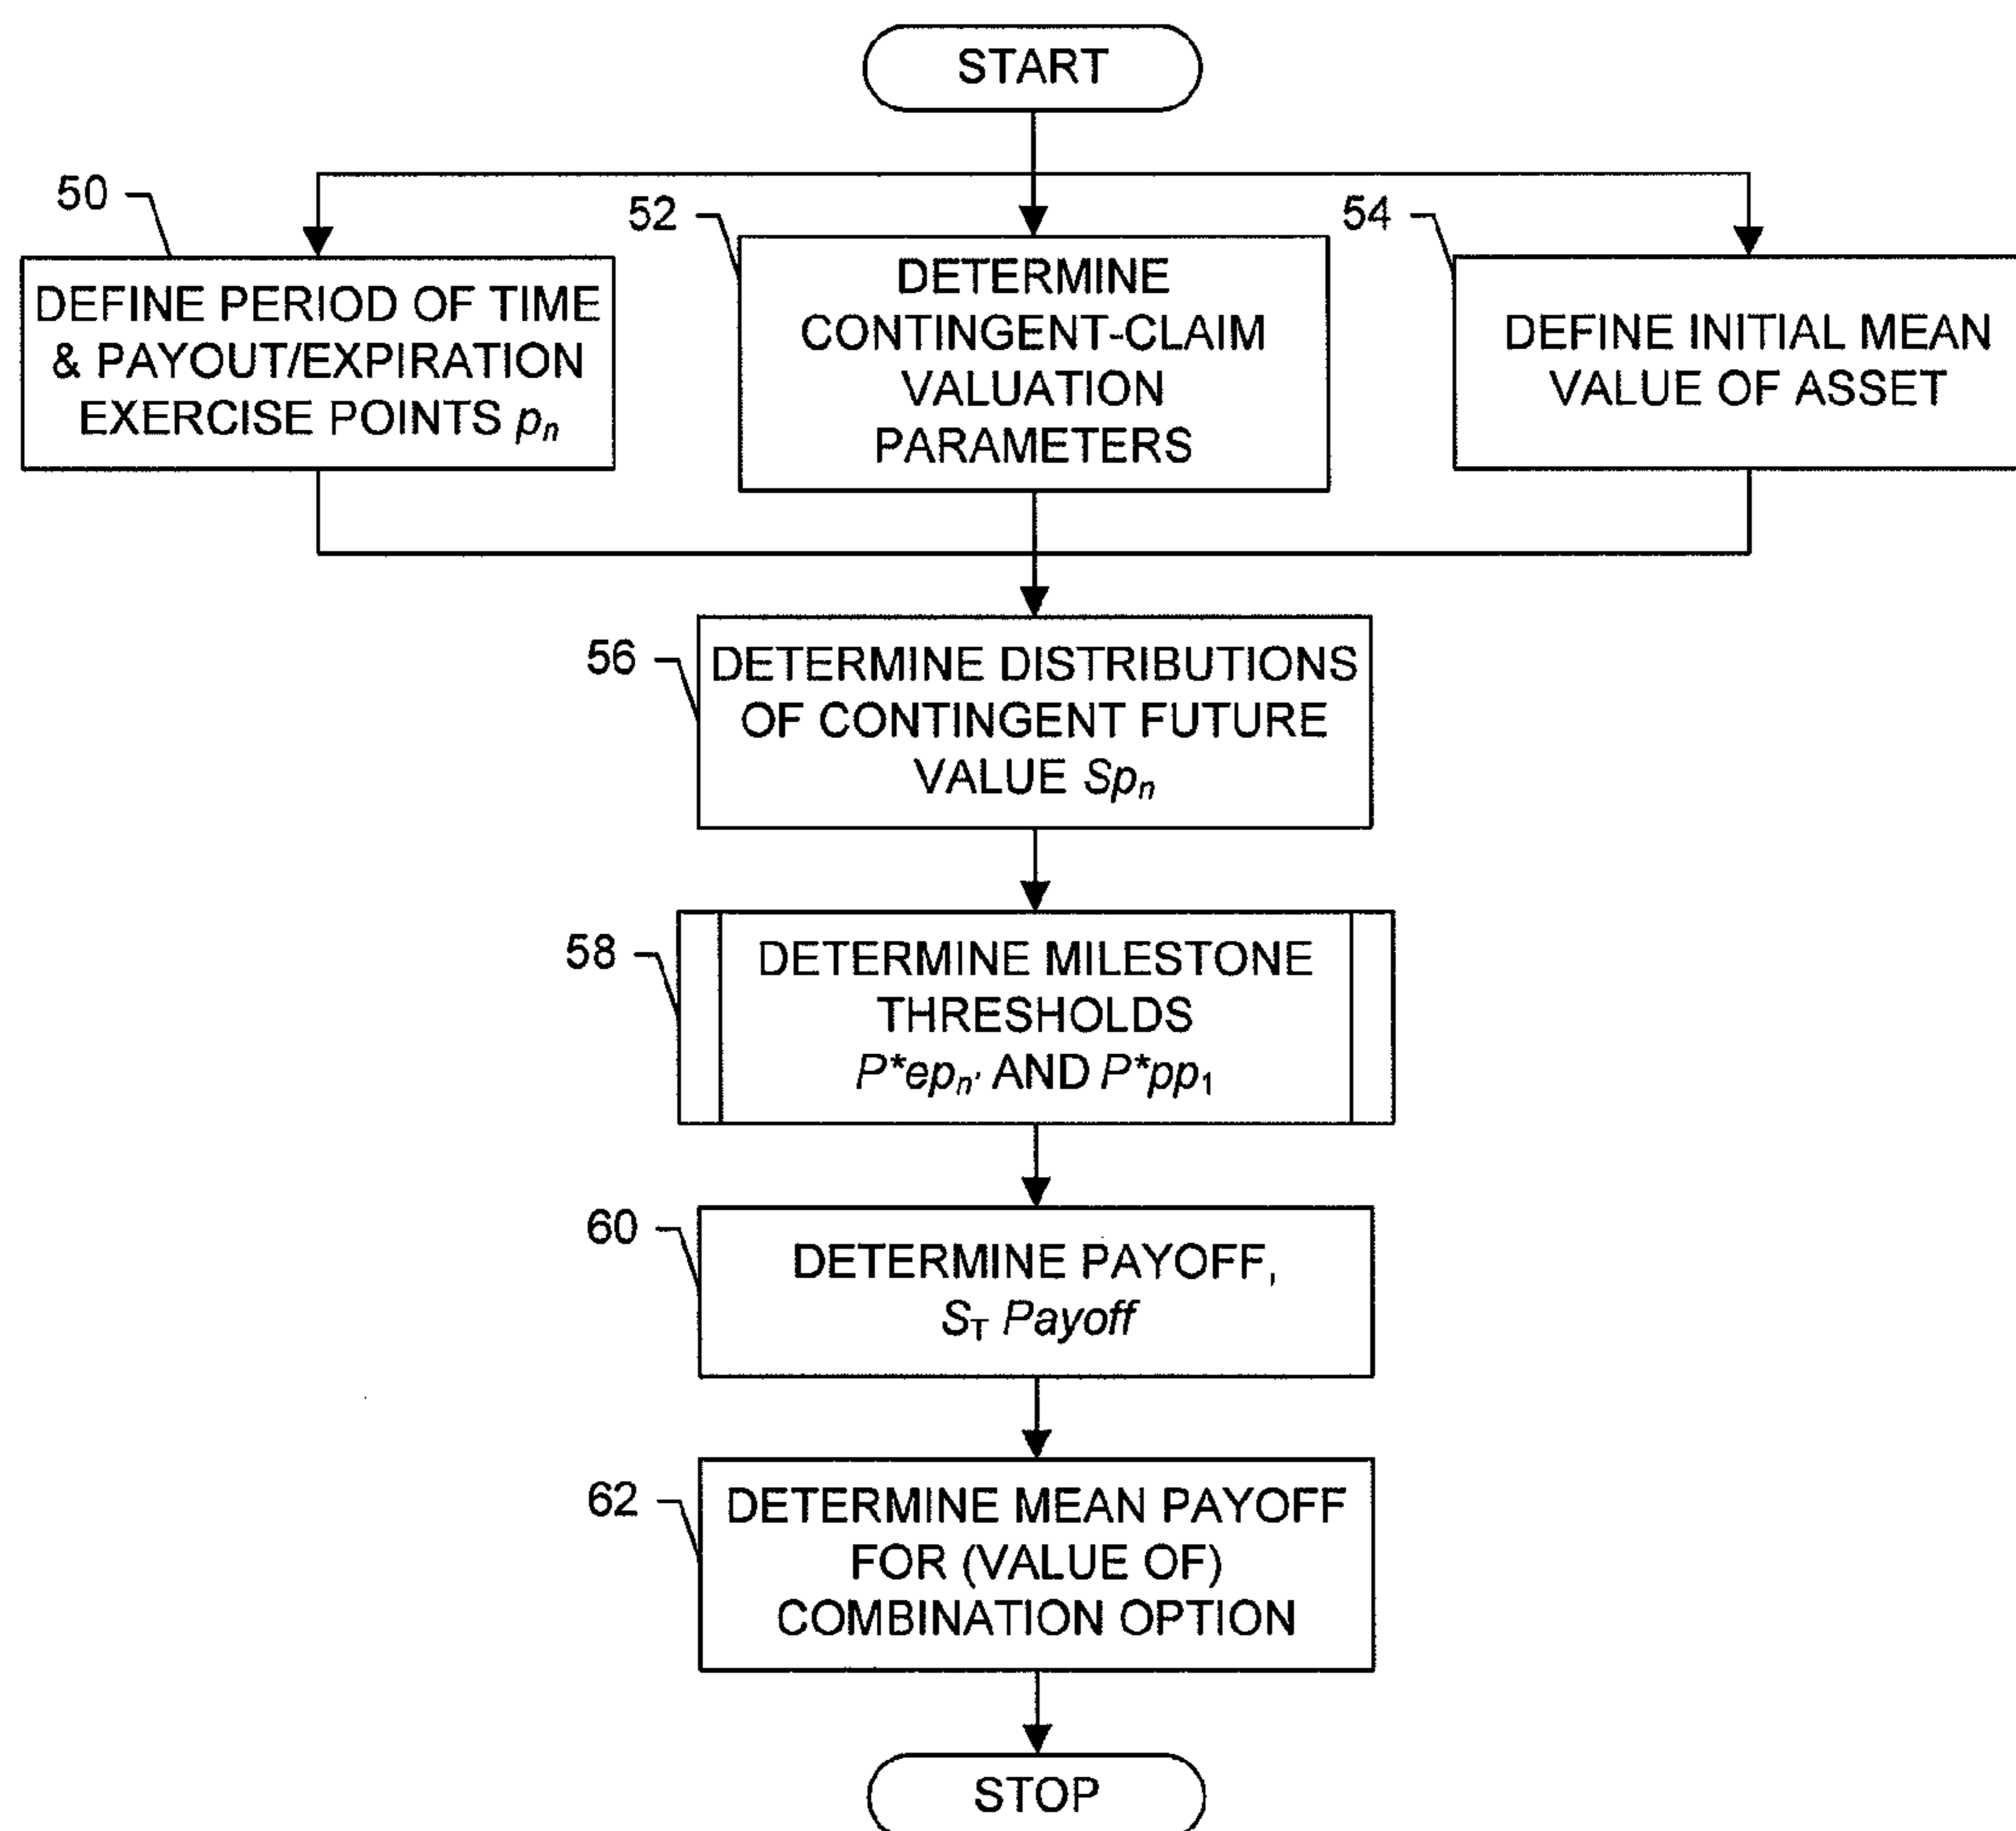 START
50
DEFINE PERIOD OF TIME
& PAYOUT/EXPIRATION
EXERCISE POINTS pn
52
DETERMINE
CONTINGENT-CLAIM
VALUATION
PARAMETERS
54
DEFINE INITIAL MEAN
VALUE OF ASSET
56
DETERMINE DISTRIBUTIONS
OF CONTINGENT FUTURE
VALUE Spn
58
DETERMINE MILESTONE
THRESHOLDS
P*epn' AND P*pp1
60
DETERMINE PAYOFF,
ST Payoff
62
DETERMINE MEAN PAYOFF
FOR (VALUE OF)
COMBINATION OPTION
STOP